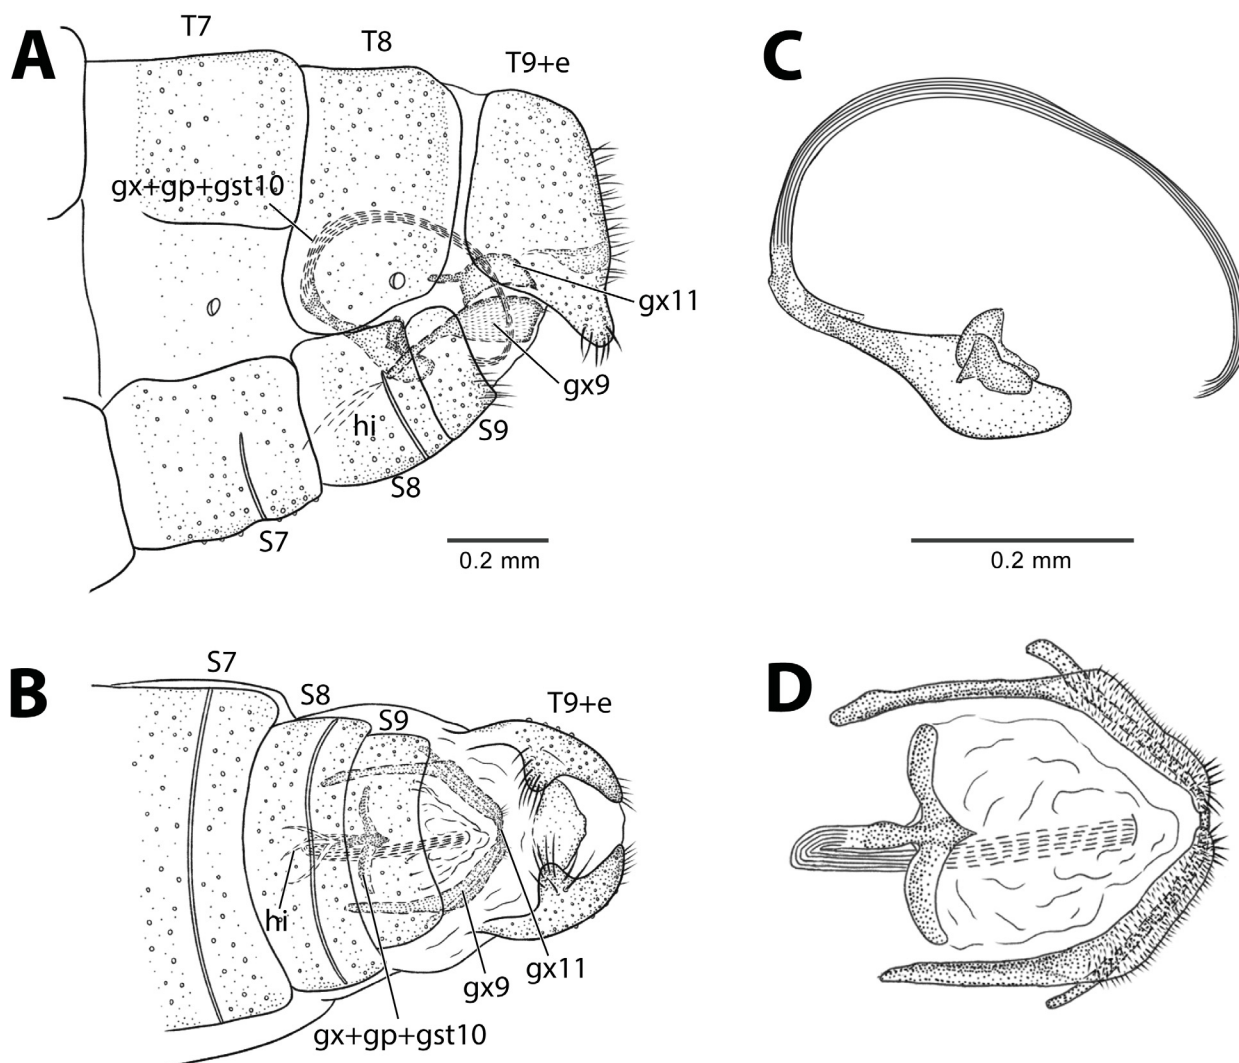 A
T7
T8
T9+e
gx+gp+gst10
gx11
gx9
hi
S9
S8
S7
0.2 mm
C
0.2 mm
B
S7
S8
S9
T9+e
hi
gx11
gx9
gx+gp+gst10
D